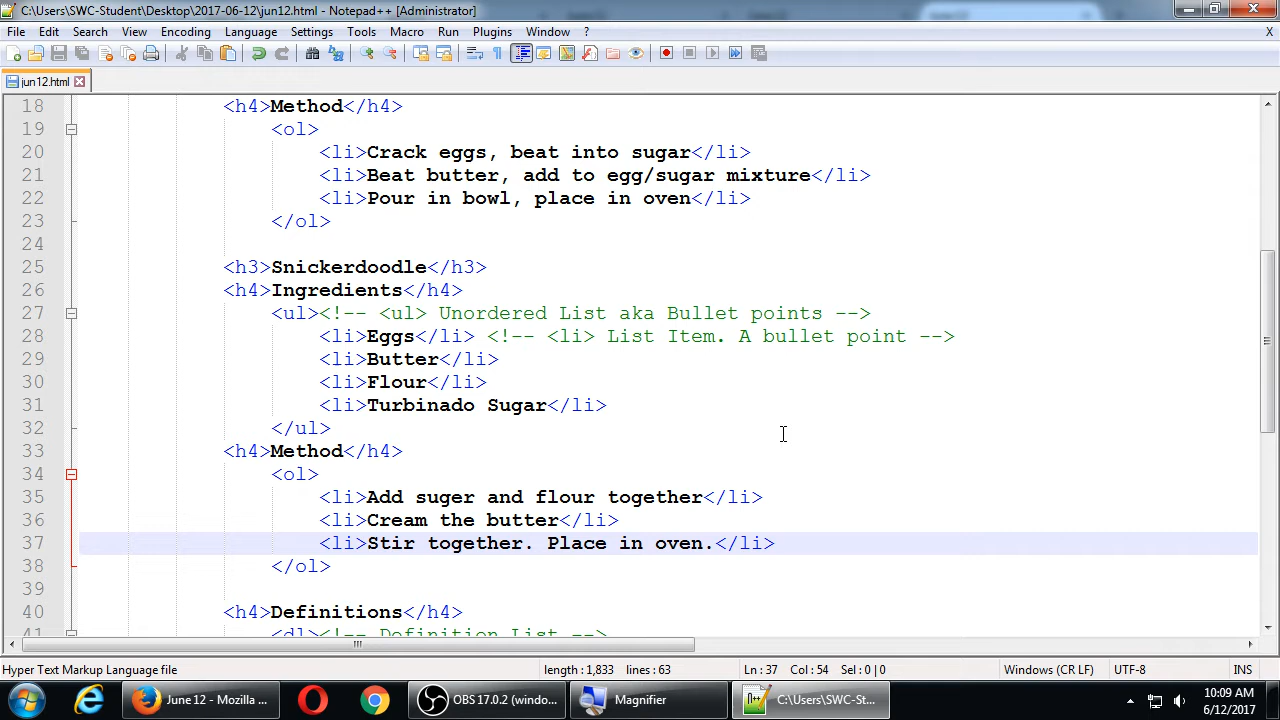 C:\Users\SWC-Student\Desktop\2017-06-12\jun12.html - Notepad++ [Administrator]
File Edit Search View Encoding Language Settings Tools Macro Run Plugins Window ? X
jun12.html
18 <h4>Method</h4>
19 <ol>
20 <li>Crack eggs, beat into sugar</li>
21 <li>Beat butter, add to egg/sugar mixture</li>
22 <li>Pour in bowl, place in oven</li>
23 </ol>
24
25 <h3>Snickerdoodle</h3>
26 <h4>Ingredients</h4>
27 <ul><!-- <ul> Unordered List aka Bullet points -->
28 <li>Eggs</li> <!-- <li> List Item. A bullet point -->
29 <li>Butter</li>
30 <li>Flour</li>
31 <li>Turbinado Sugar</li>
32 </ul>
33 <h4>Method</h4>
34 <ol>
35 <li>Add suger and flour together</li>
36 <li>Cream the butter</li>
37 <li>Stir together. Place in oven.</li>
38 </ol>
39
40 <h4>Definitions</h4>
41 <dl><!-- Definition List -->
Hyper Text Markup Language file length : 1,833 lines : 63 Ln : 37 Col : 54 Sel : 0 | 0 Windows (CR LF) UTF-8 INS
June 12 - Mozilla ... OBS 17.0.2 (windo... Magnifier C:\Users\SWC-St... 10:09 AM
6/12/2017